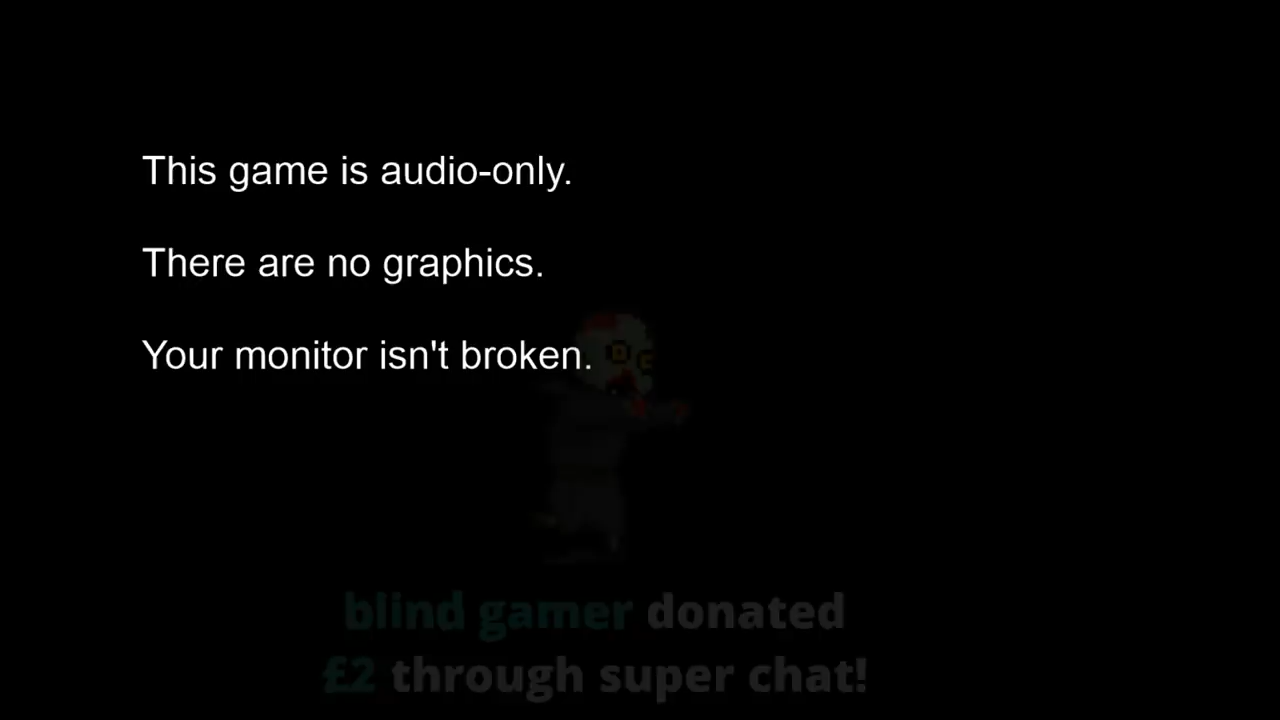 This game is audio-only.
There are no graphics.
Your monitor isn't broken.
blind gamer donated
£2 through super chat!